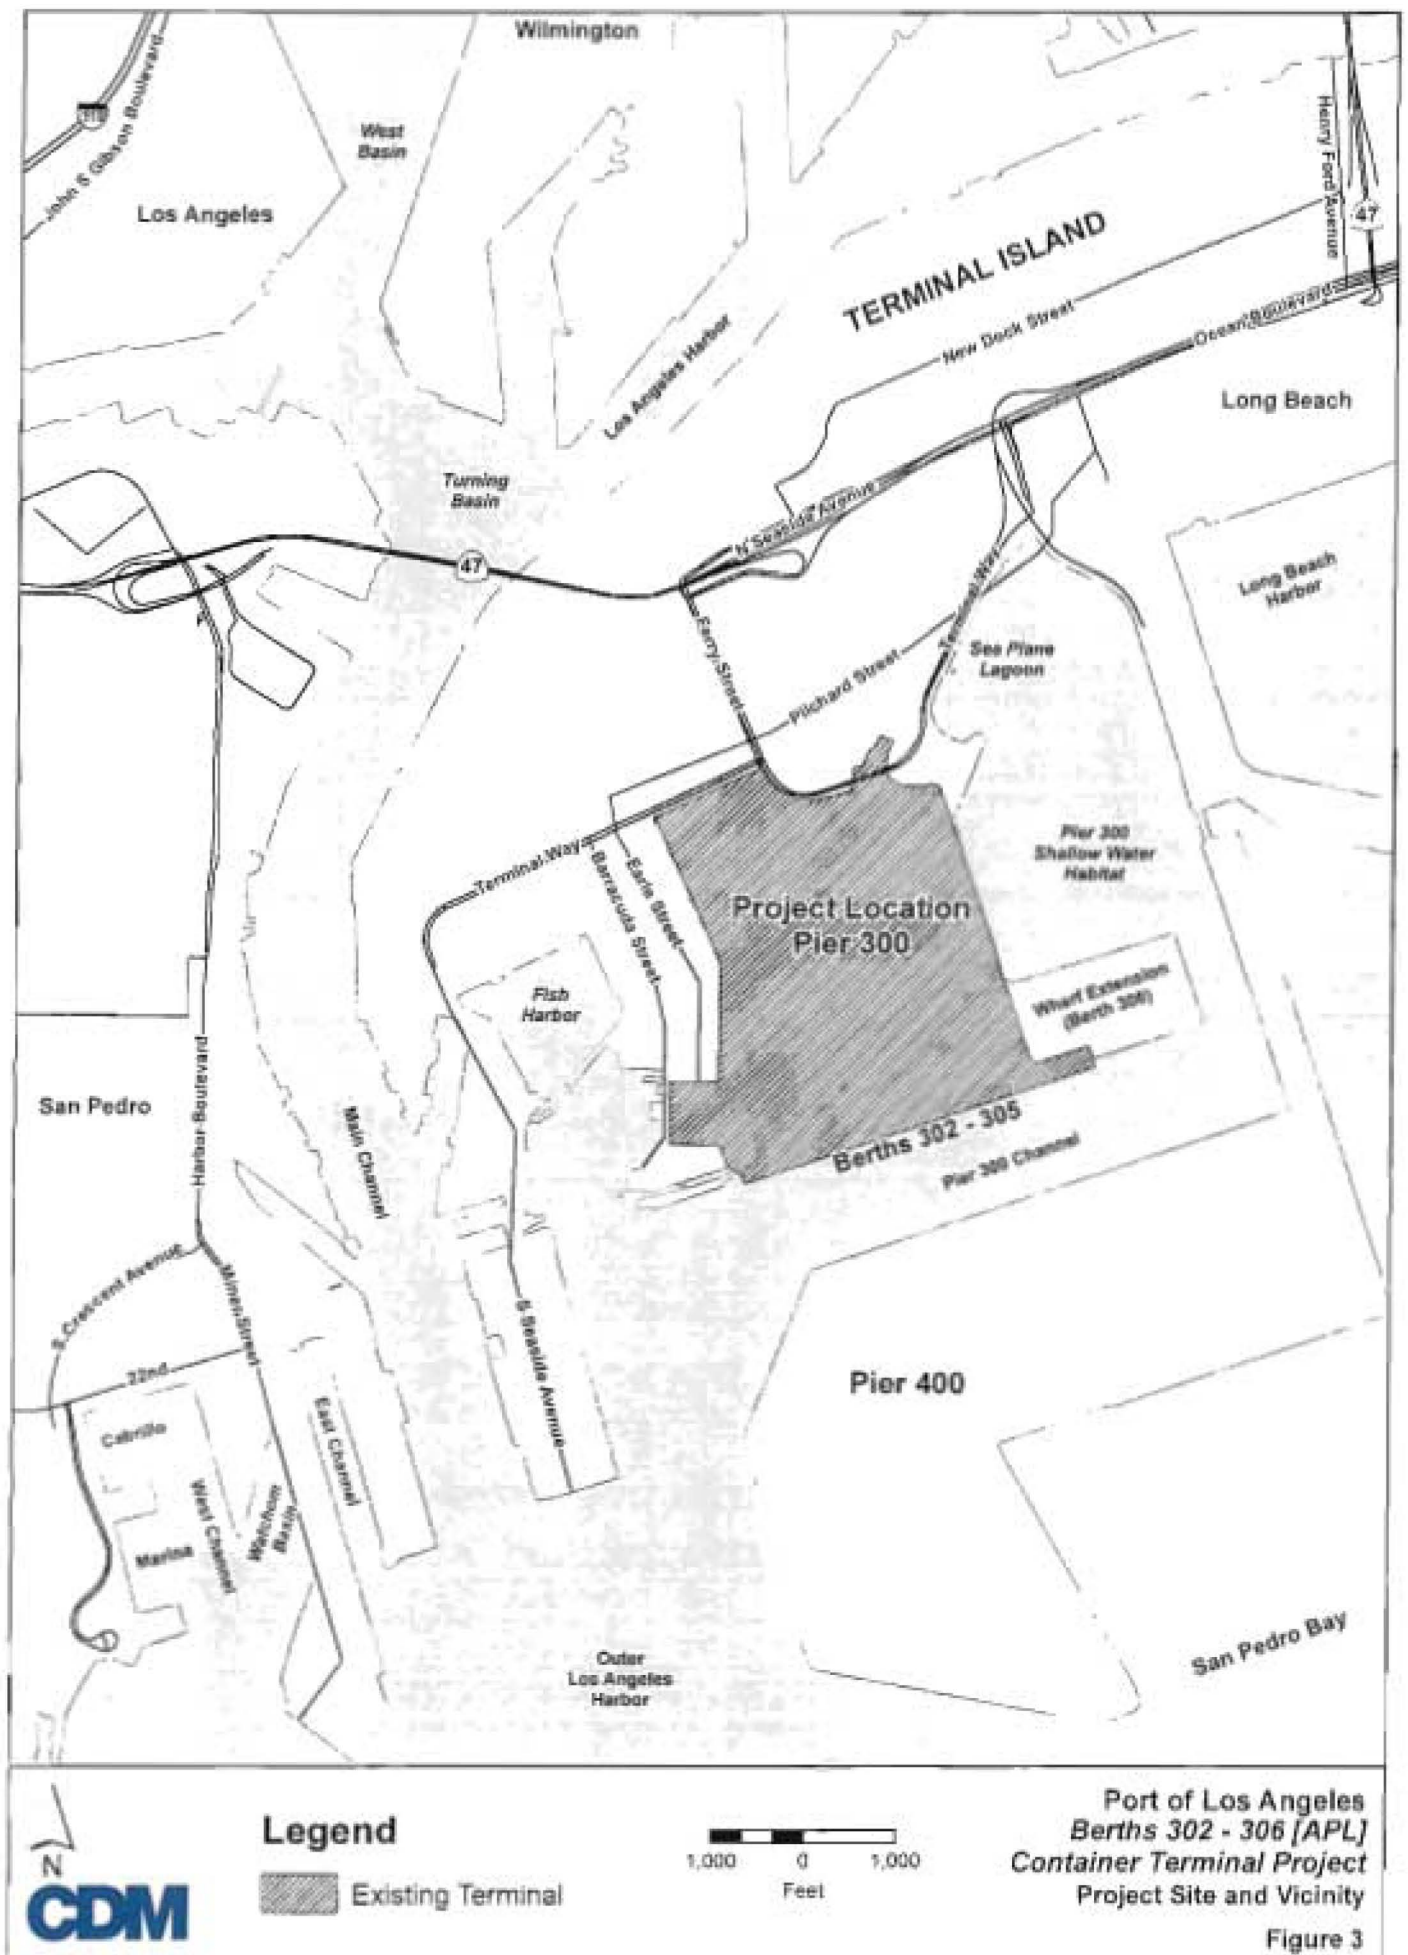 Wilmington
John S Gibson Boulevard
110
West
Basin
Los Angeles
Henry Ford Avenue
47
TERMINAL ISLAND
New Dock Street
Ocean Boulevard
Los Angeles Harbor
Long Beach
Turning
Basin
N Seaside Avenue
47
Long Beach
Harbor
Terminal Way
Ferry Street
Sea Plane
Lagoon
Pilchard Street
Pier 300
Shallow Water
Habitat
Terminal Way
Earle Street
Barracuda Street
Project Location
Pier 300
Fish
Harbor
Wharf Extension
(Berth 306)
Harbor Boulevard
San Pedro
Main Channel
Berths 302 - 305
Pier 300 Channel
S Crescent Avenue
Miner Street
S Seaside Avenue
22nd
Pier 400
Cabrillo
East Channel
West Channel
Watchorn
Basin
Marina
San Pedro Bay
Outer
Los Angeles
Harbor
N
CDM
Legend
Existing Terminal
1,000 0 1,000
Feet
Port of Los Angeles
Berths 302 - 306 [APL]
Container Terminal Project
Project Site and Vicinity
Figure 3